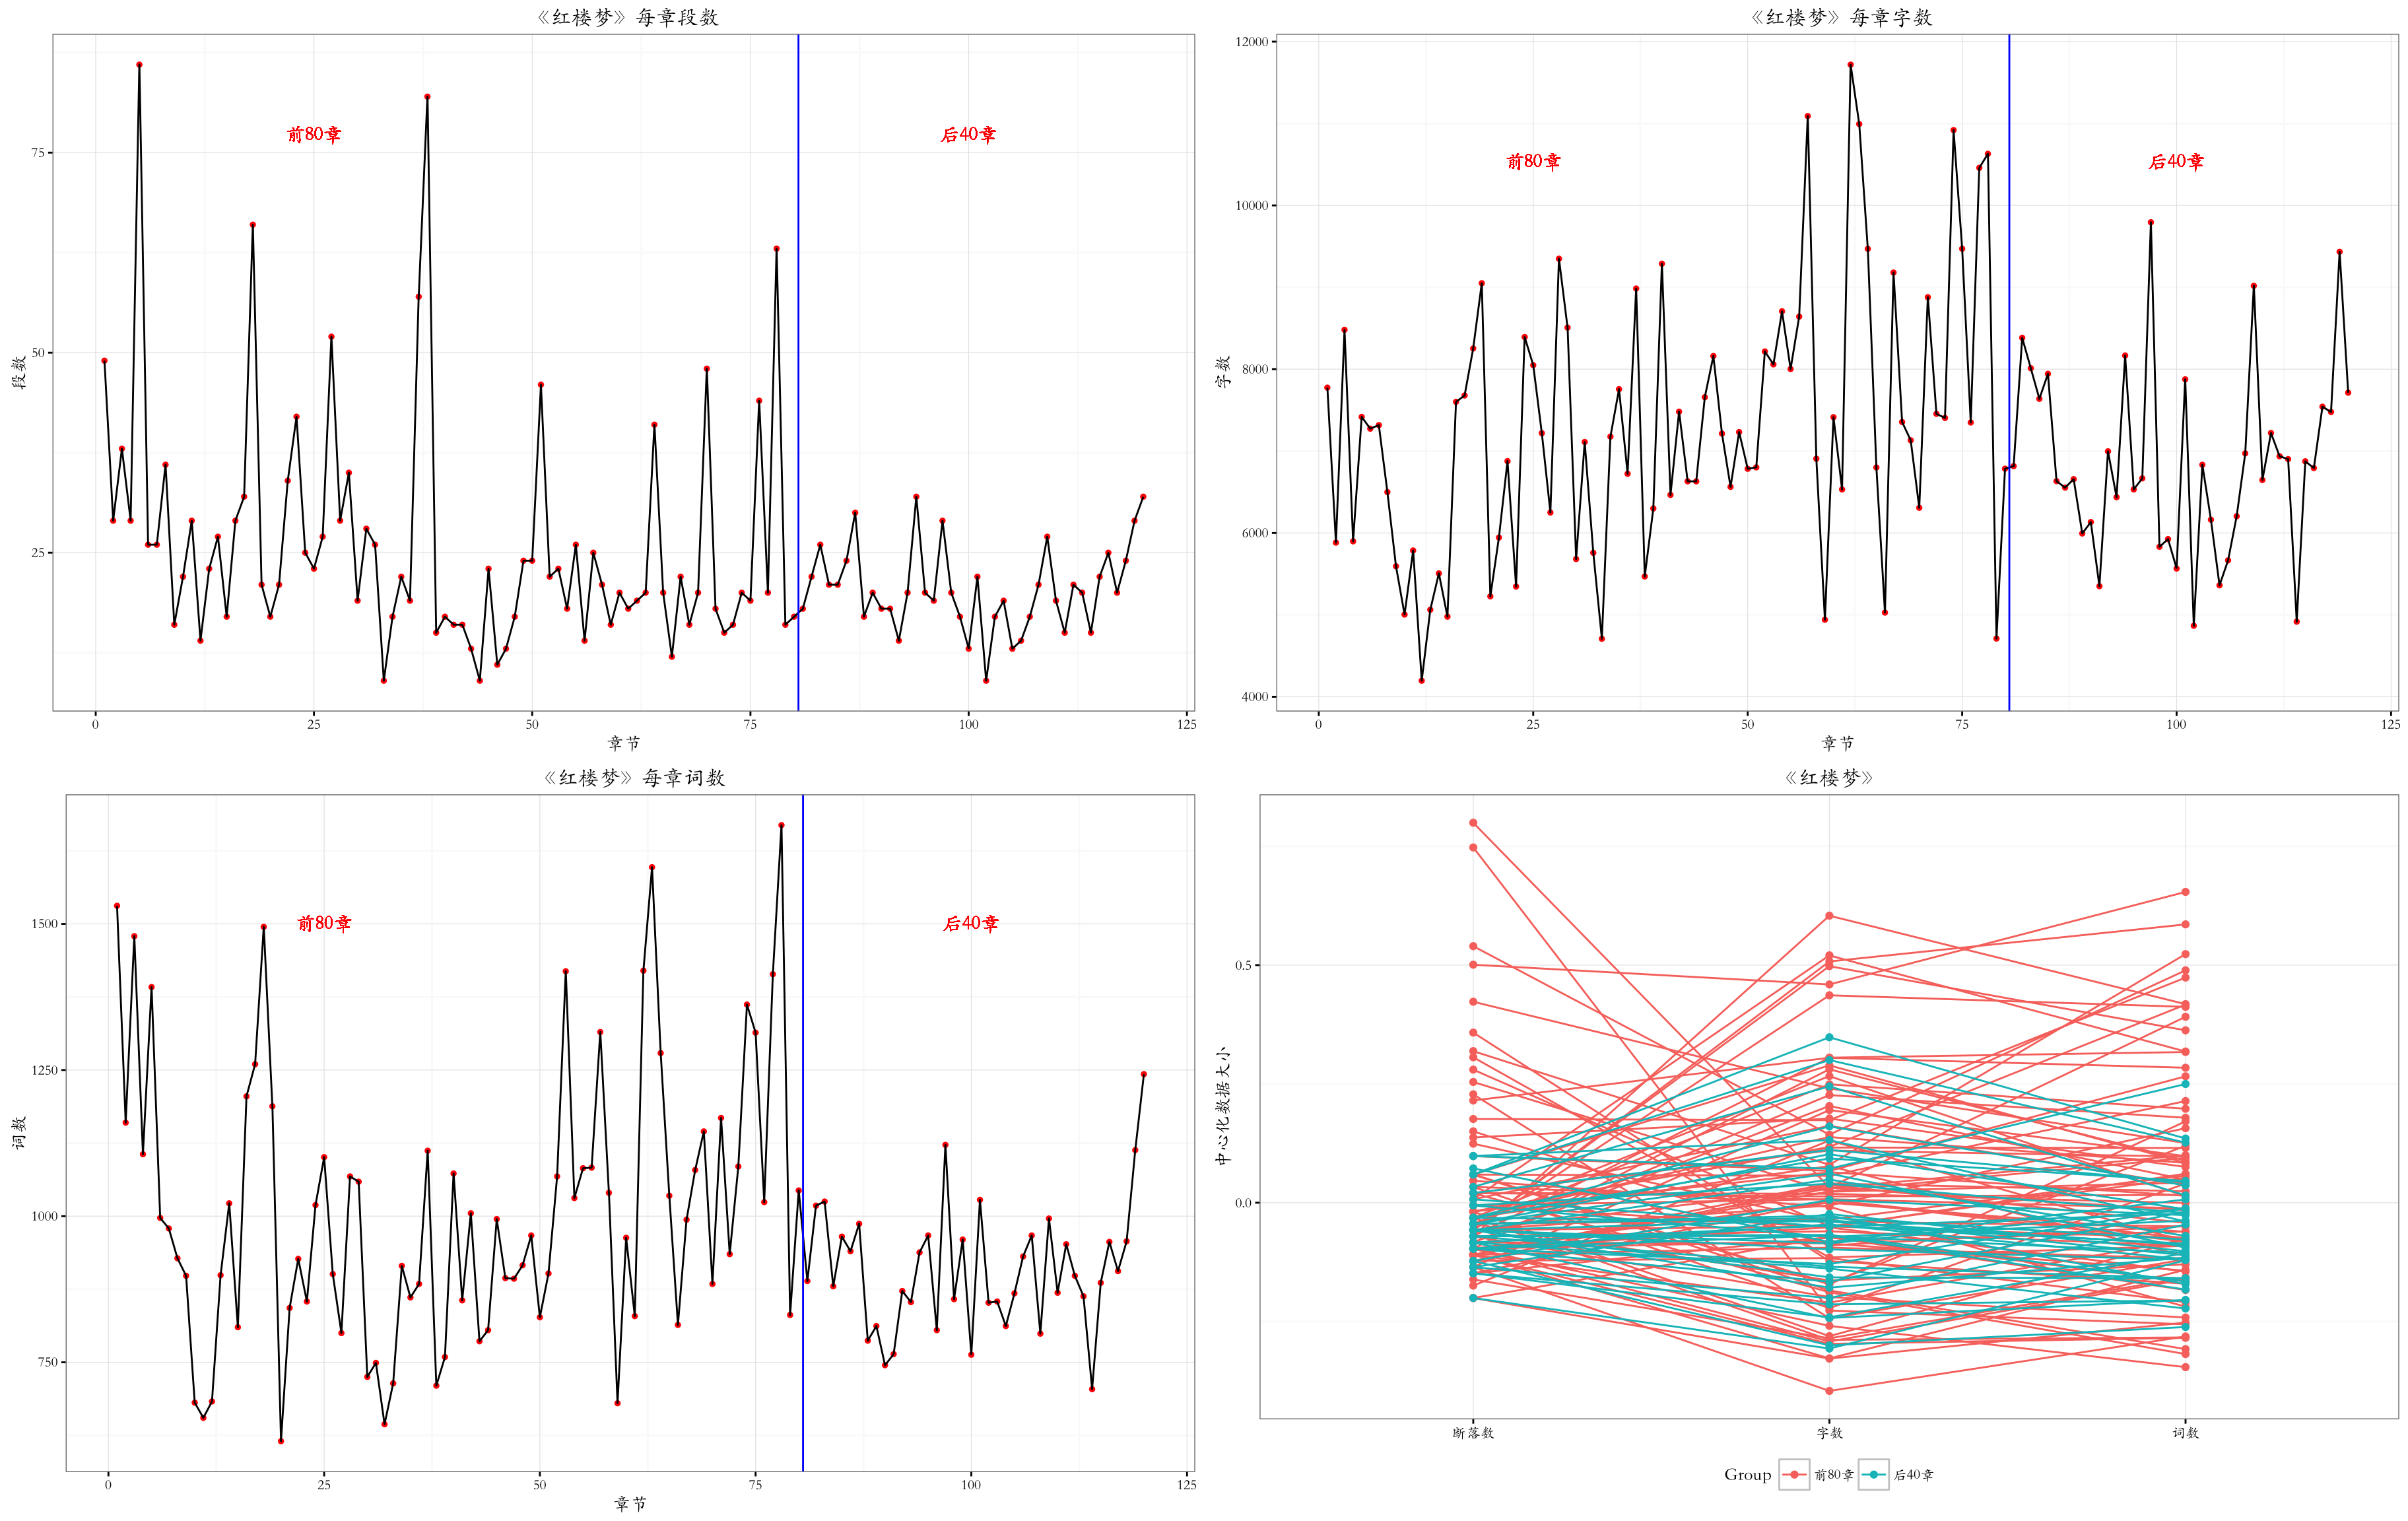 《红楼梦》每章段数
75
50
25
段数
前80章
后40章
0 25 50 75 100 125
章节
《红楼梦》每章字数
12000
10000
8000
6000
4000
字数
前80章
后40章
0 25 50 75 100 125
章节
《红楼梦》每章词数
1500
1250
1000
750
词数
前80章
后40章
0 25 50 75 100 125
章节
《红楼梦》
0.5
0.0
中心化数据大小
断落数 字数 词数
Group 前80章 后40章